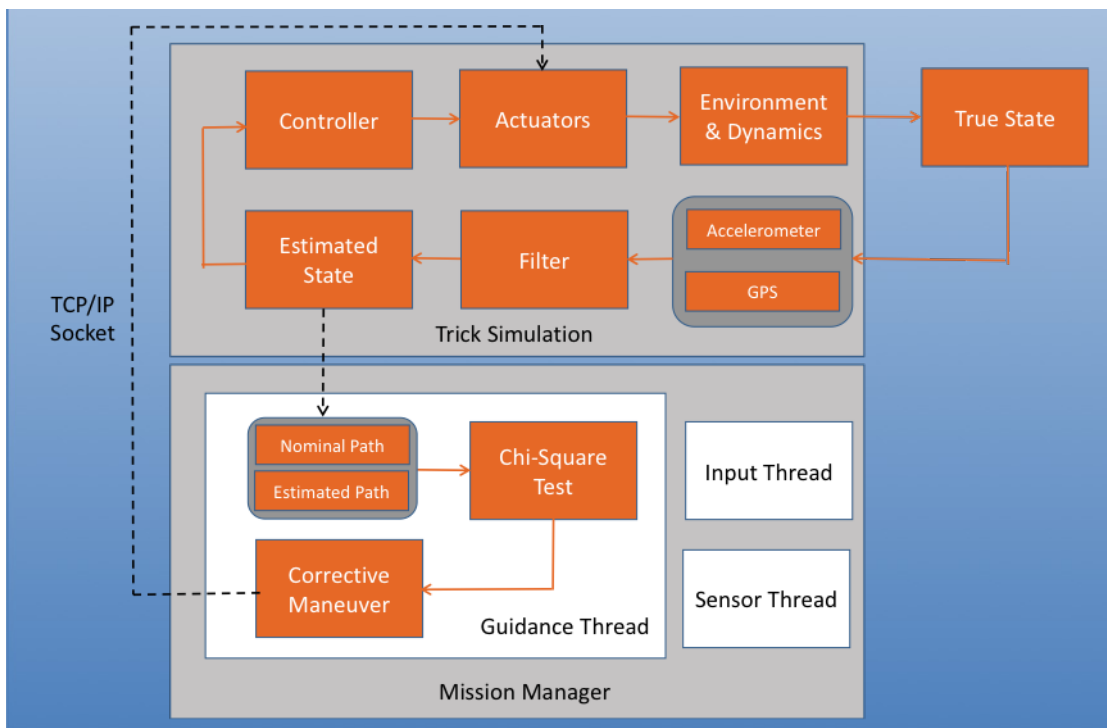 Controller
Actuators
Environment
& Dynamics
True State
Estimated
State
Filter
Accelerometer
GPS
TCP/IP
Socket
Trick Simulation
Nominal Path
Estimated Path
Chi-Square
Test
Input Thread
Corrective
Maneuver
Sensor Thread
Guidance Thread
Mission Manager